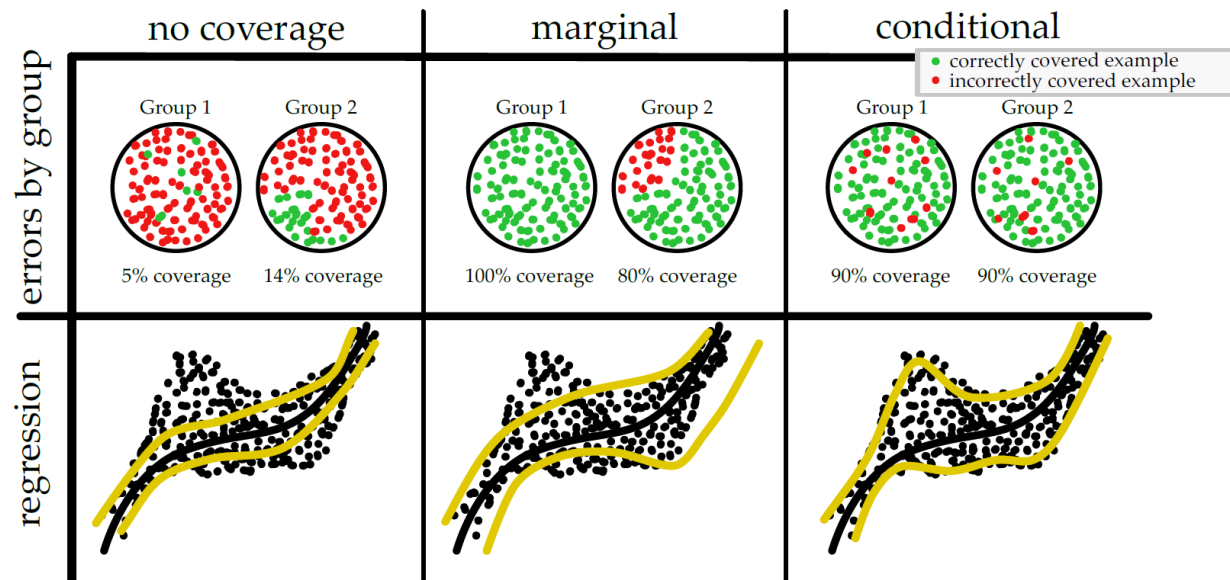 no coverage
marginal
conditional
correctly covered example
incorrectly covered example
errors by group
Group 1
Group 2
Group 1
Group 2
Group 1
Group 2
5% coverage
14% coverage
100% coverage
80% coverage
90% coverage
90% coverage
regression